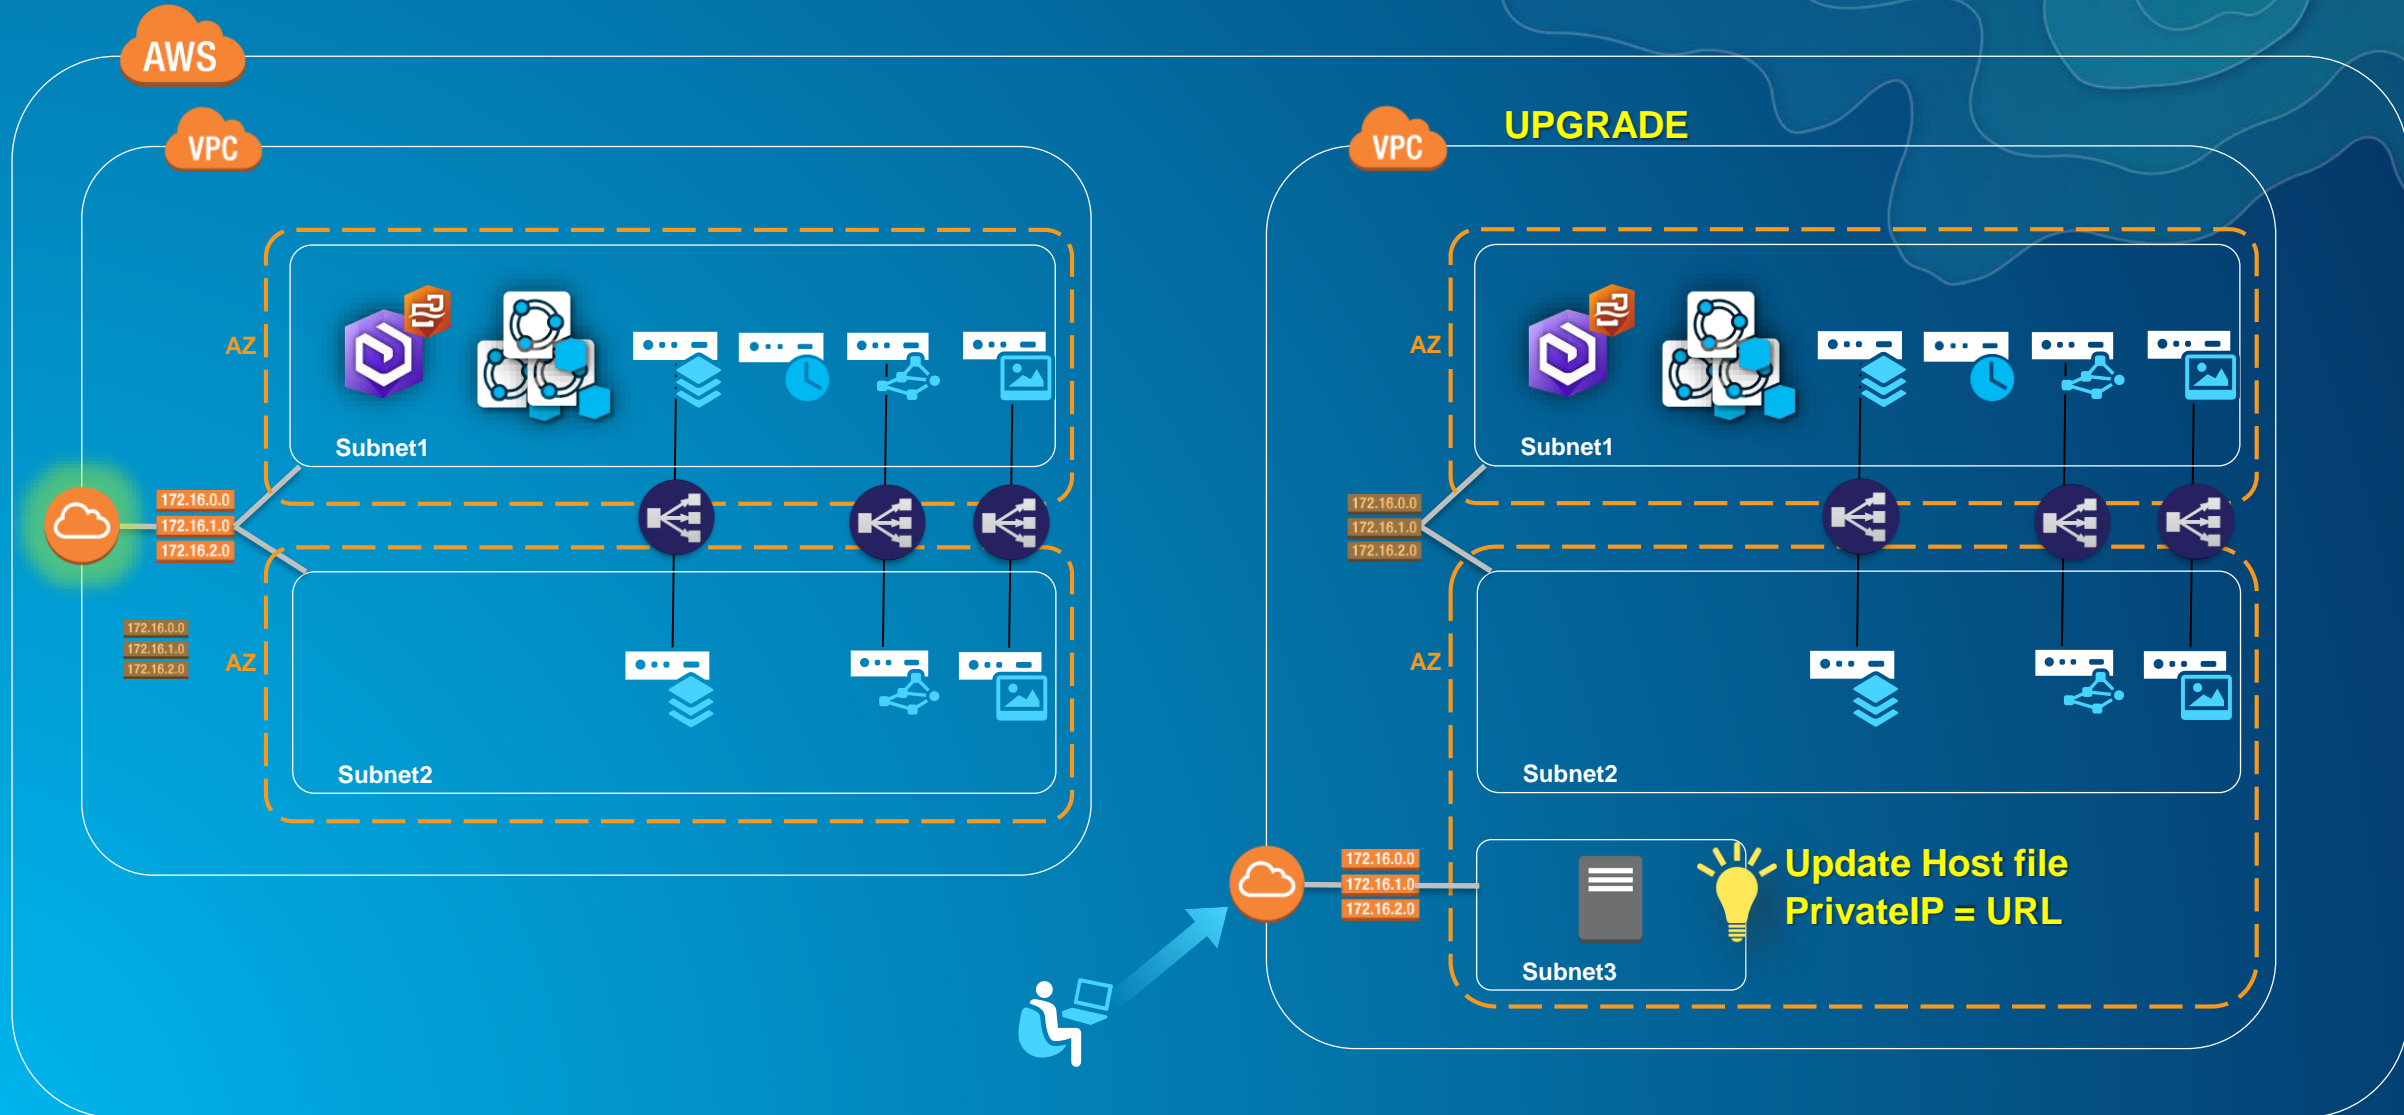 AWS
VPC
AZ
Subnet1
172.16.0.0
172.16.1.0
172.16.2.0
172.16.0.0
172.16.1.0
172.16.2.0
AZ
Subnet2
VPC
UPGRADE
AZ
Subnet1
172.16.0.0
172.16.1.0
172.16.2.0
AZ
Subnet2
172.16.0.0
172.16.1.0
172.16.2.0
Subnet3
Update Host file
PrivateIP = URL